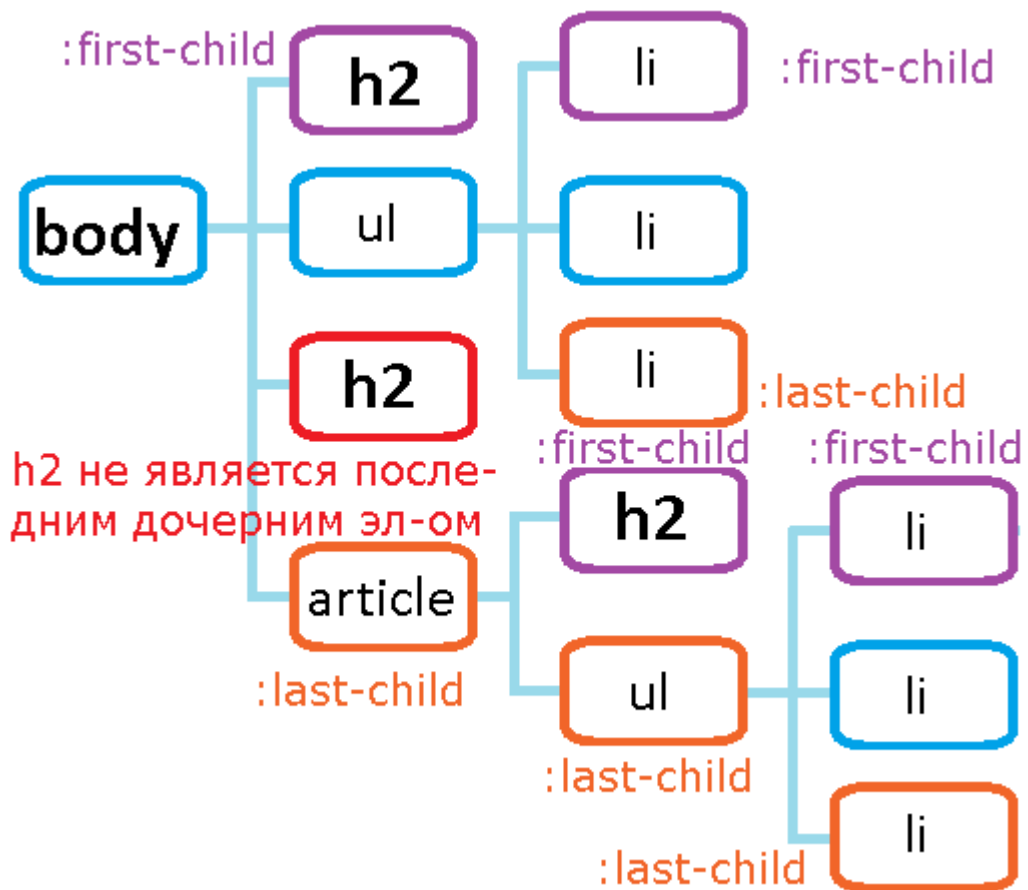 :first-child
h2
li
:first-child
body
ul
li
h2
li
:last-child
h2 не является после-
дним дочерним эл-ом
:first-child
:first-child
h2
li
article
:last-child
ul
li
:last-child
li
:last-child